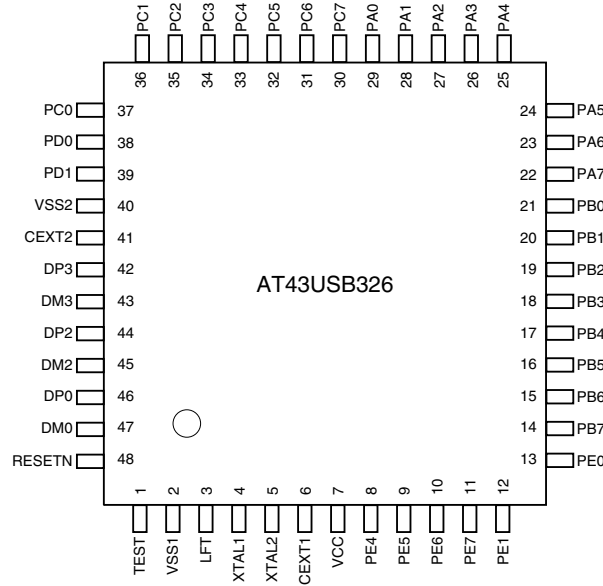 PC1 PC2 PC3 PC4 PC5 PC6 PC7 PA0 PA1 PA2 PA3 PA4
36 35 34 33 32 31 30 29 28 27 26 25
PC0 37 24 PA5
PD0 38 23 PA6
PD1 39 22 PA7
VSS2 40 21 PB0
CEXT2 41 20 PB1
DP3 42 19 PB2
AT43USB326
DM3 43 18 PB3
DP2 44 17 PB4
DM2 45 16 PB5
DP0 46 15 PB6
DM0 47 14 PB7
RESETN 48 13 PE0
1 2 3 4 5 6 7 8 9 10 11 12
TEST VSS1 LFT XTAL1 XTAL2 CEXT1 VCC PE4 PE5 PE6 PE7 PE1